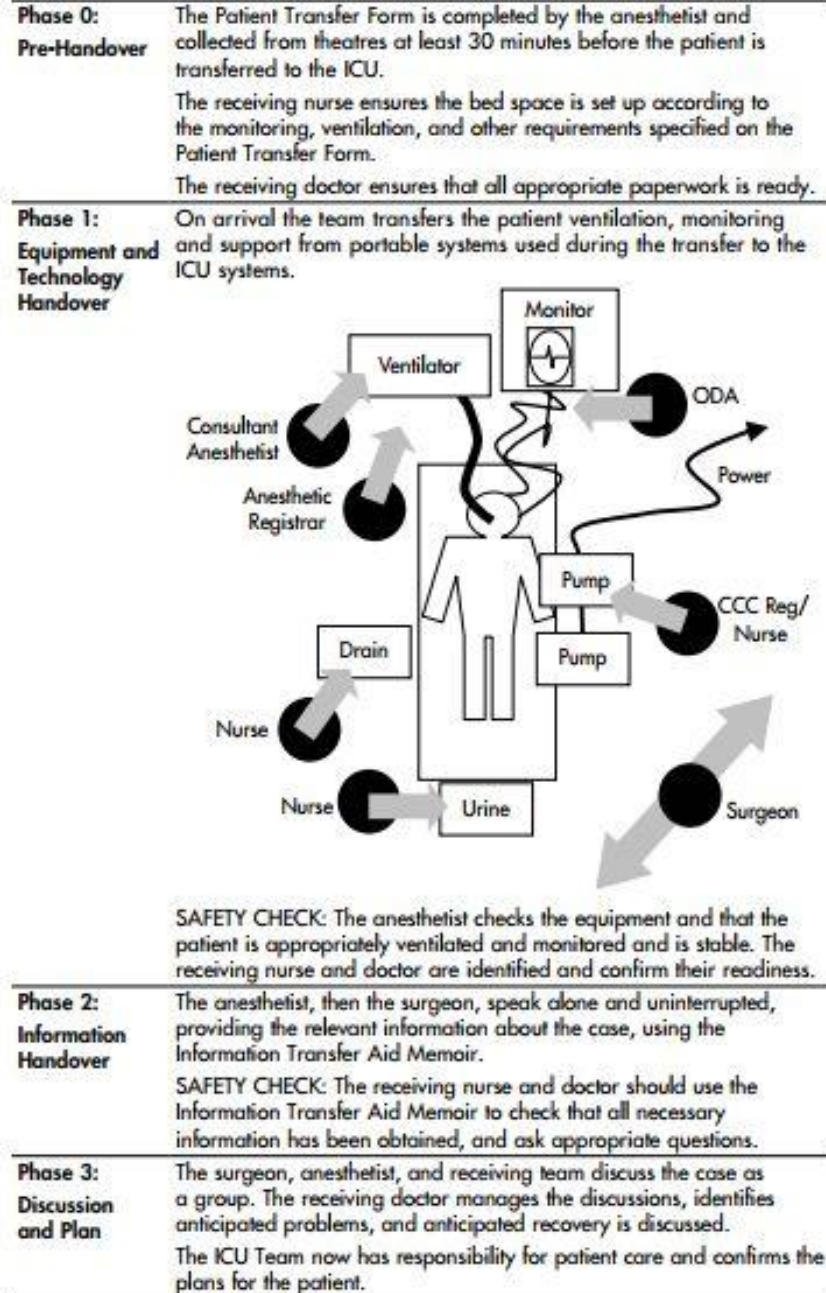 Phase 0:
Pre-Handover
The Patient Transfer Form is completed by the anesthetist and
collected from theatres at least 30 minutes before the patient is
transferred to the ICU.
The receiving nurse ensures the bed space is set up according to
the monitoring, ventilation, and other requirements specified on the
Patient Transfer Form.
The receiving doctor ensures that all appropriate paperwork is ready.
Phase 1:
Equipment and
Technology
Handover
On arrival the team transfers the patient ventilation, monitoring
and support from portable systems used during the transfer to the
ICU systems.
Monitor
Ventilator
ODA
Consultant
Anesthetist
Power
Anesthetic
Registrar
Pump
CCC Reg/
Nurse
Drain
Pump
Nurse
Nurse
Urine
Surgeon
SAFETY CHECK: The anesthetist checks the equipment and that the
patient is appropriately ventilated and monitored and is stable. The
receiving nurse and doctor are identified and confirm their readiness.
Phase 2:
Information
Handover
The anesthetist, then the surgeon, speak alone and uninterrupted,
providing the relevant information about the case, using the
Information Transfer Aid Memoir.
SAFETY CHECK: The receiving nurse and doctor should use the
Information Transfer Aid Memoir to check that all necessary
information has been obtained, and ask appropriate questions.
Phase 3:
Discussion
and Plan
The surgeon, anesthetist, and receiving team discuss the case as
a group. The receiving doctor manages the discussions, identifies
anticipated problems, and anticipated recovery is discussed.
The ICU Team now has responsibility for patient care and confirms the
plans for the patient.